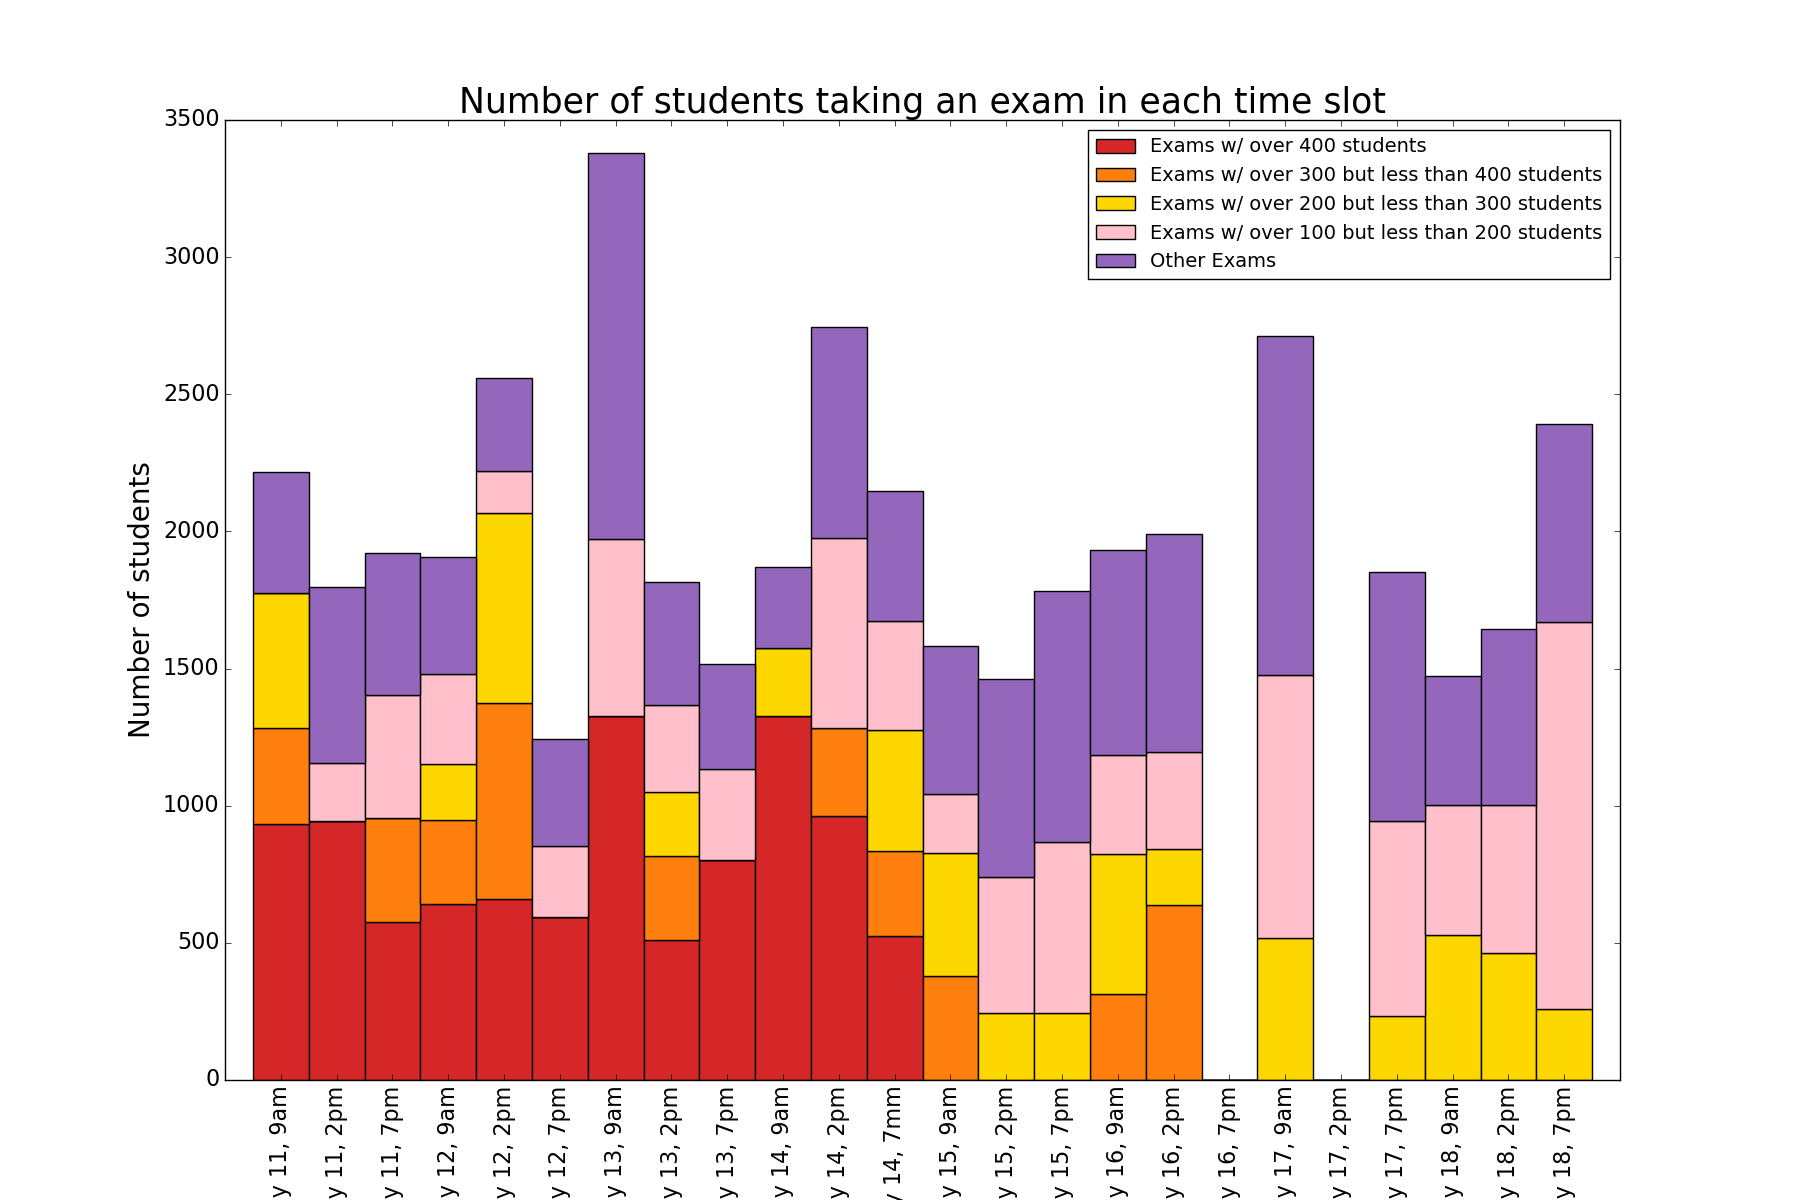 Number of students taking an exam in each time slot
Exams w/ over 400 students
Exams w/ over 300 but less than 400 students
Exams w/ over 200 but less than 300 students
Exams w/ over 100 but less than 200 students
Other Exams
Number of students
3500
3000
2500
2000
1500
1000
500
0
y 11, 9am
y 11, 2pm
y 11, 7pm
y 12, 9am
y 12, 2pm
y 12, 7pm
y 13, 9am
y 13, 2pm
y 13, 7pm
y 14, 9am
y 14, 2pm
y 14, 7mm
y 15, 9am
y 15, 2pm
y 15, 7pm
y 16, 9am
y 16, 2pm
y 16, 7pm
y 17, 9am
y 17, 2pm
y 17, 7pm
y 18, 9am
y 18, 2pm
y 18, 7pm